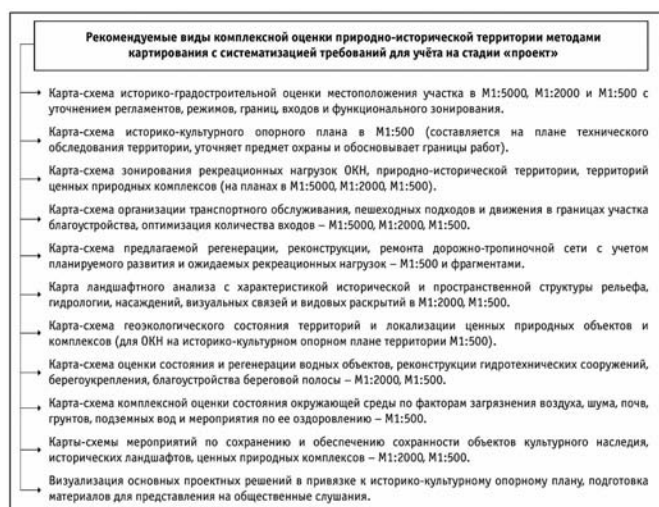 Рекомендуемые виды комплексной оценки природно-исторической территории методами
картирования с систематизацией требований для учёта на стадии «проект»
Карта-схема историко-градостроительной оценки местоположения участка в М1:5000, М1:2000 и М1:500 с
уточнением регламентов, режимов, границ, входов и функционального зонирования.
Карта-схема историко-культурного опорного плана в М1:500 (составляется на плане технического
обследования территории, уточняет предмет охраны и обосновывает границы работ).
Карта-схема зонирования рекреационных нагрузок ОКН, природно-исторической территории, территорий
ценных природных комплексов (на планах в М1:5000, М1:2000, М1:500).
Карта-схема организации транспортного обслуживания, пешеходных подходов и движения в границах участка
благоустройства, оптимизация количества входов – М1:5000, М1:2000, М1:500.
Карта-схема предлагаемой регенерации, реконструкции, ремонта дорожно-тропиночной сети с учетом
планируемого развития и ожидаемых рекреационных нагрузок – М1:500 и фрагментами.
Карта ландшафтного анализа с характеристикой исторической и пространственной структуры рельефа,
гидрологии, насаждений, визуальных связей и видовых раскрытий в М1:2000, М1:500.
Карта-схема геоэкологического состояния территорий и локализации ценных природных объектов и
комплексов (для ОКН на историко-культурном опорном плане территории М1:500).
Карта-схема оценки состояния и регенерации водных объектов, реконструкции гидротехнических сооружений,
берегоукрепления, благоустройства береговой полосы – М1:2000, М1:500.
Карта-схема комплексной оценки состояния окружающей среды по факторам загрязнения воздуха, шума, почв,
грунтов, подземных вод и мероприятия по ее оздоровлению – М1:500.
Карты-схемы мероприятий по сохранению и обеспечению сохранности объектов культурного наследия,
исторических ландшафтов, ценных природных комплексов – М1:2000, М1:500.
Визуализация основных проектных решений в привязке к историко-культурному опорному плану, подготовка
материалов для представления на общественные слушания.